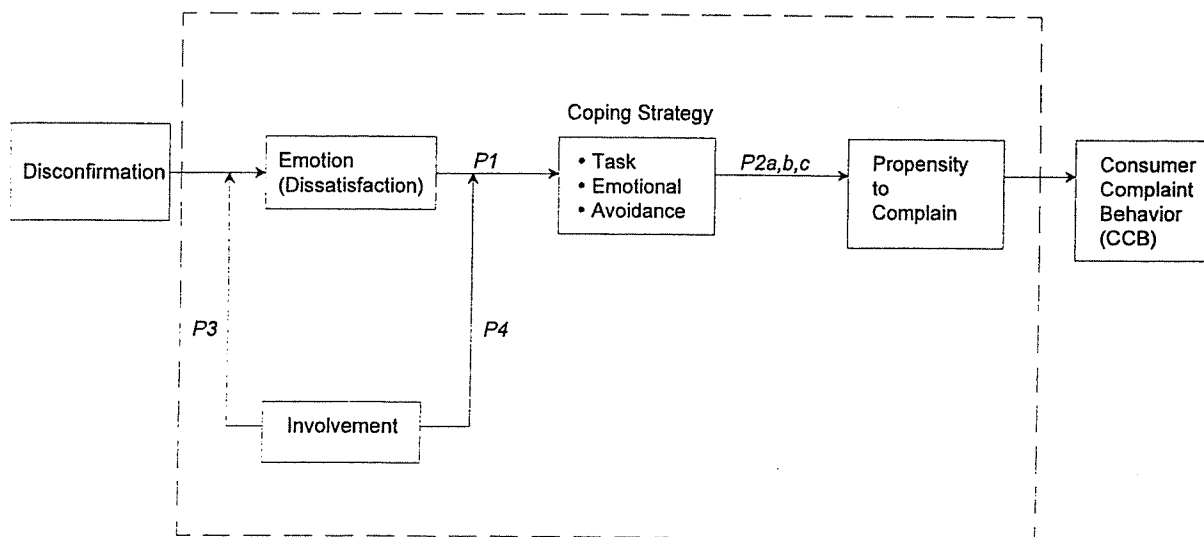 Coping Strategy
Disconfirmation
Emotion
(Dissatisfaction)
P1
• Task
• Emotional
• Avoidance
P2a,b,c
Propensity
to
Complain
Consumer
Complaint
Behavior
(CCB)
P3
P4
Involvement